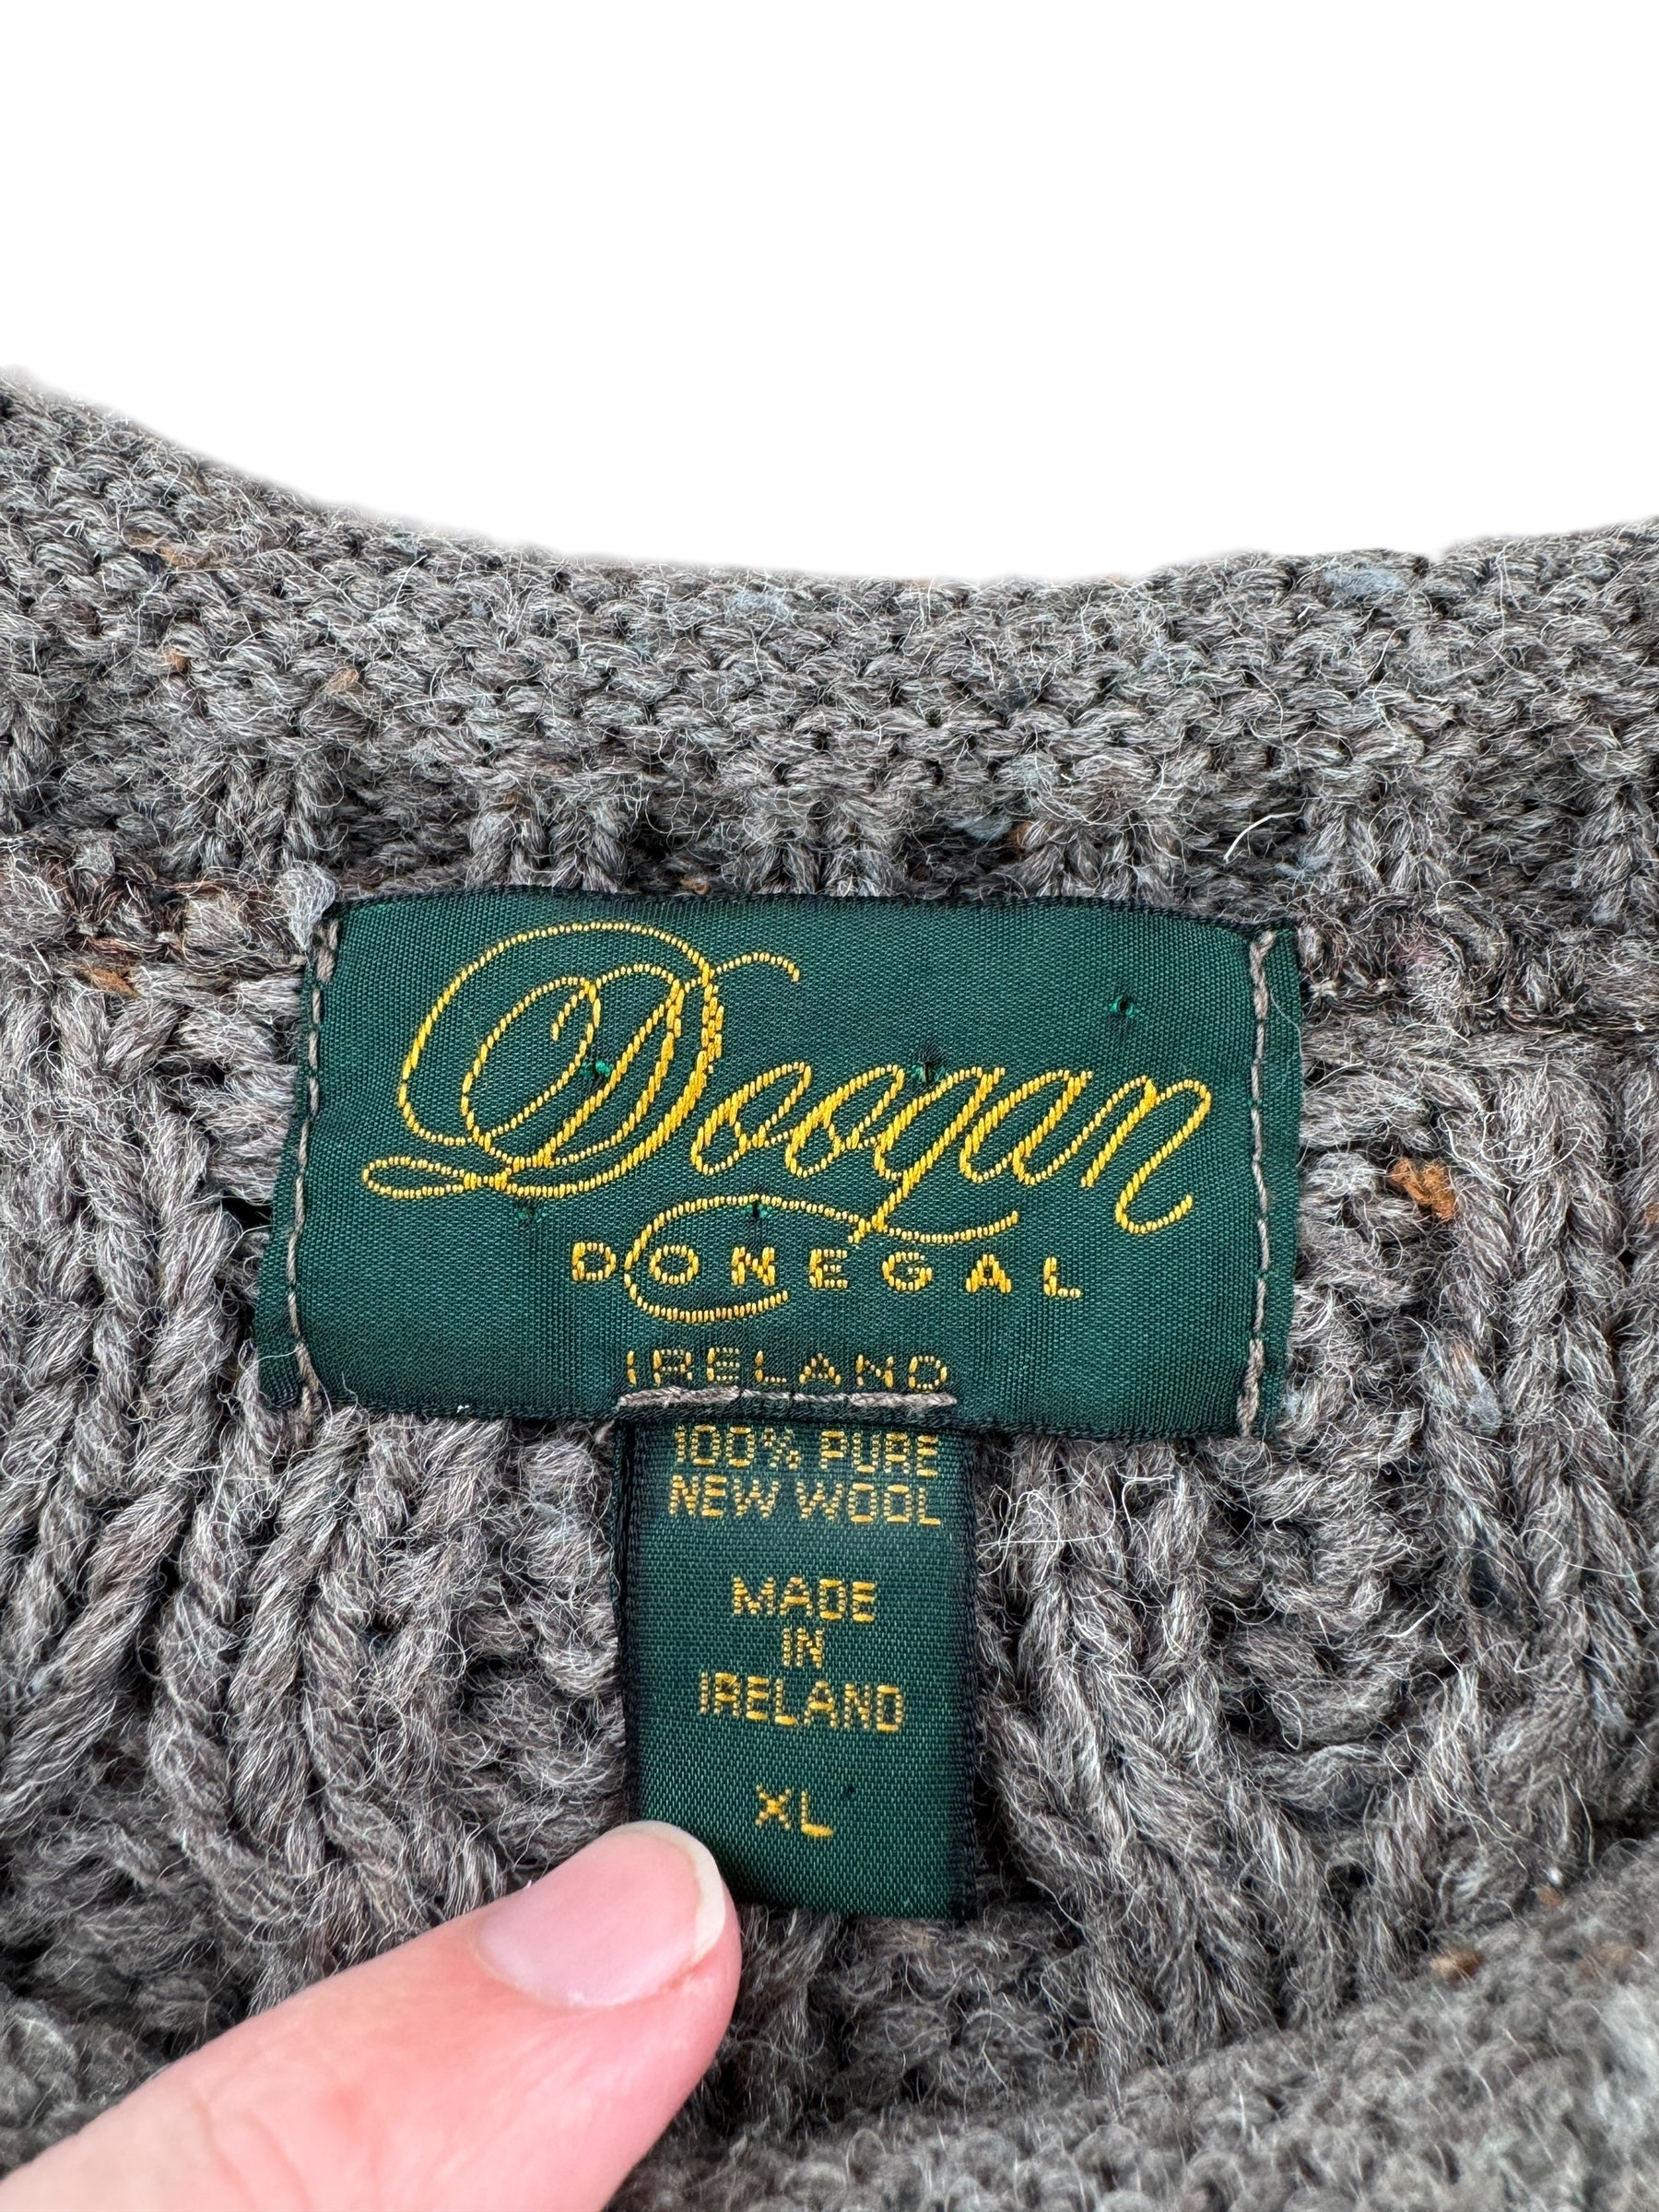 Doogan
DONEGAL
IRELAND
100% PURE
NEW WOOL
MADE
IN
IRELAND
XL